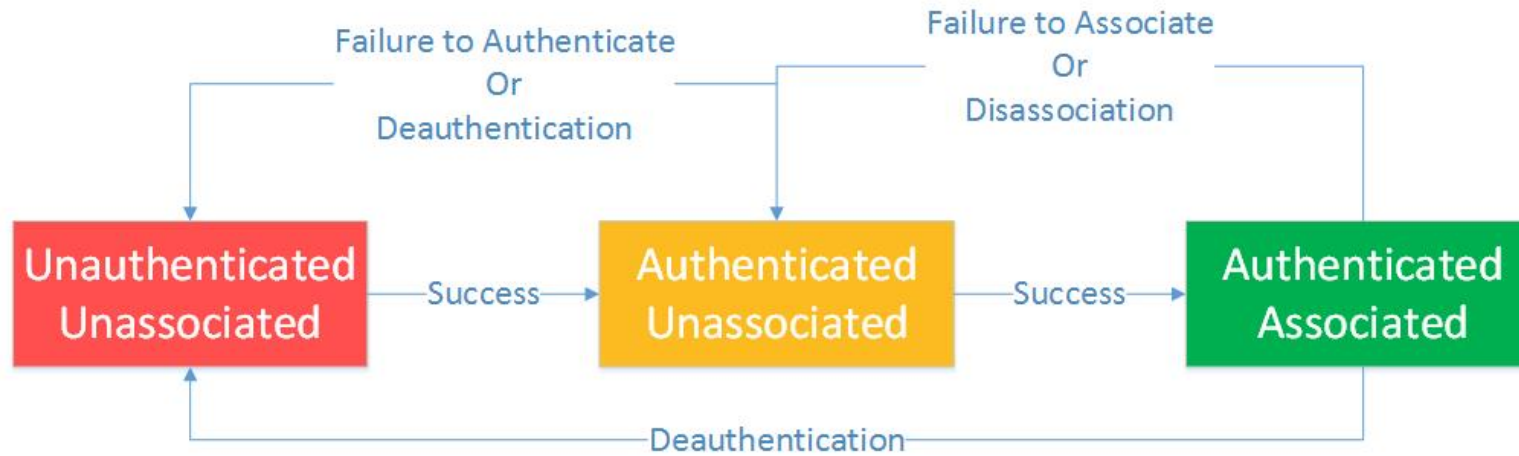 Failure to Authenticate
Or
Deauthentication
Failure to Associate
Or
Disassociation
Unauthenticated
Unassociated
Success
Authenticated
Unassociated
Success
Authenticated
Associated
Deauthentication